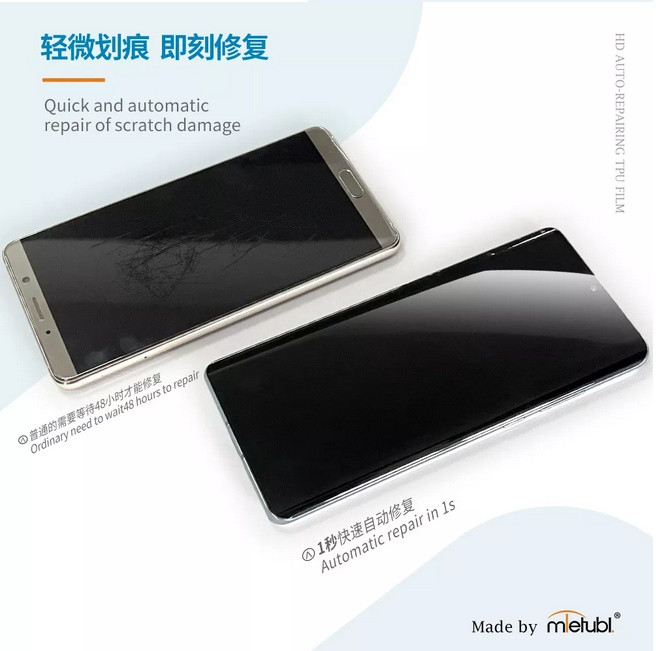 轻微划痕 即刻修复
Quick and automatic
repair of scratch damage
HD AUTO-REPAIRING TPU FILM
普通的需要等待48小时才能修复
Ordinary need to wait48 hours to repair
1秒快速自动修复
Automatic repair in 1s
Made by mietubl®